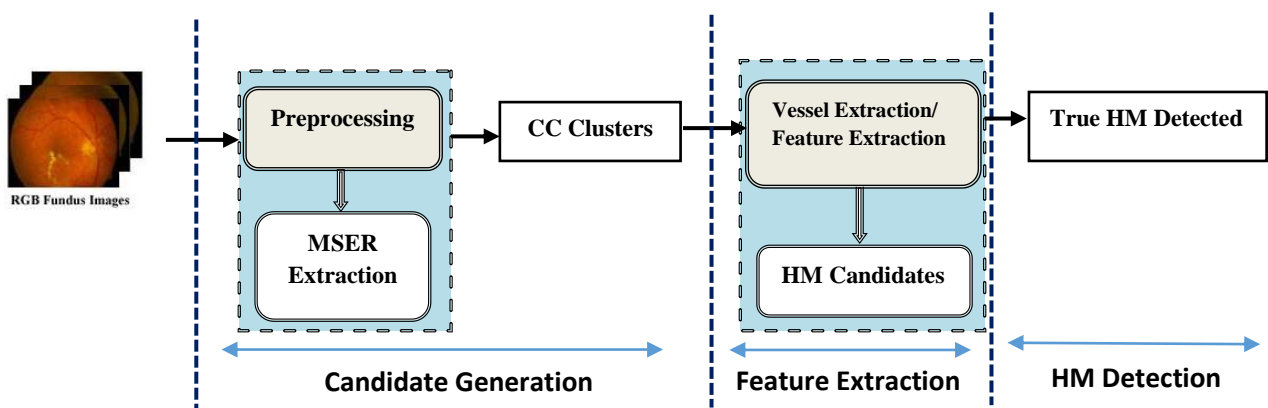 RGB Fundus Images
Preprocessing
MSER
Extraction
CC Clusters
Vessel Extraction/
Feature Extraction
HM Candidates
True HM Detected
Candidate Generation
Feature Extraction
HM Detection